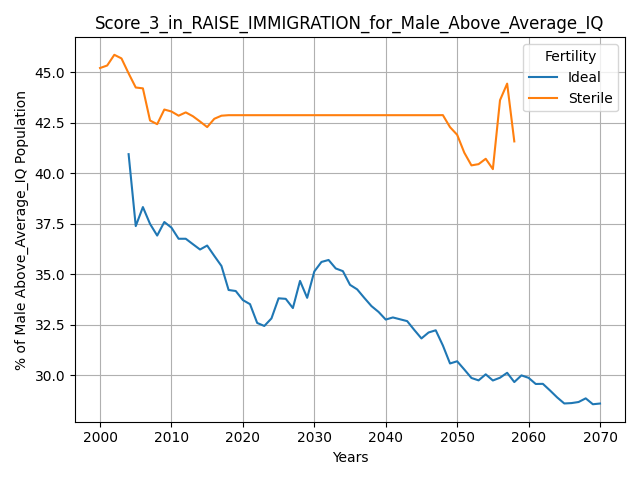 Score_3_in_RAISE_IMMIGRATION_for_Male_Above_Average_IQ
Fertility
Ideal
Sterile
% of Male Above_Average_IQ Population
45.0
42.5
40.0
37.5
35.0
32.5
30.0
2000 2010 2020 2030 2040 2050 2060 2070
Years